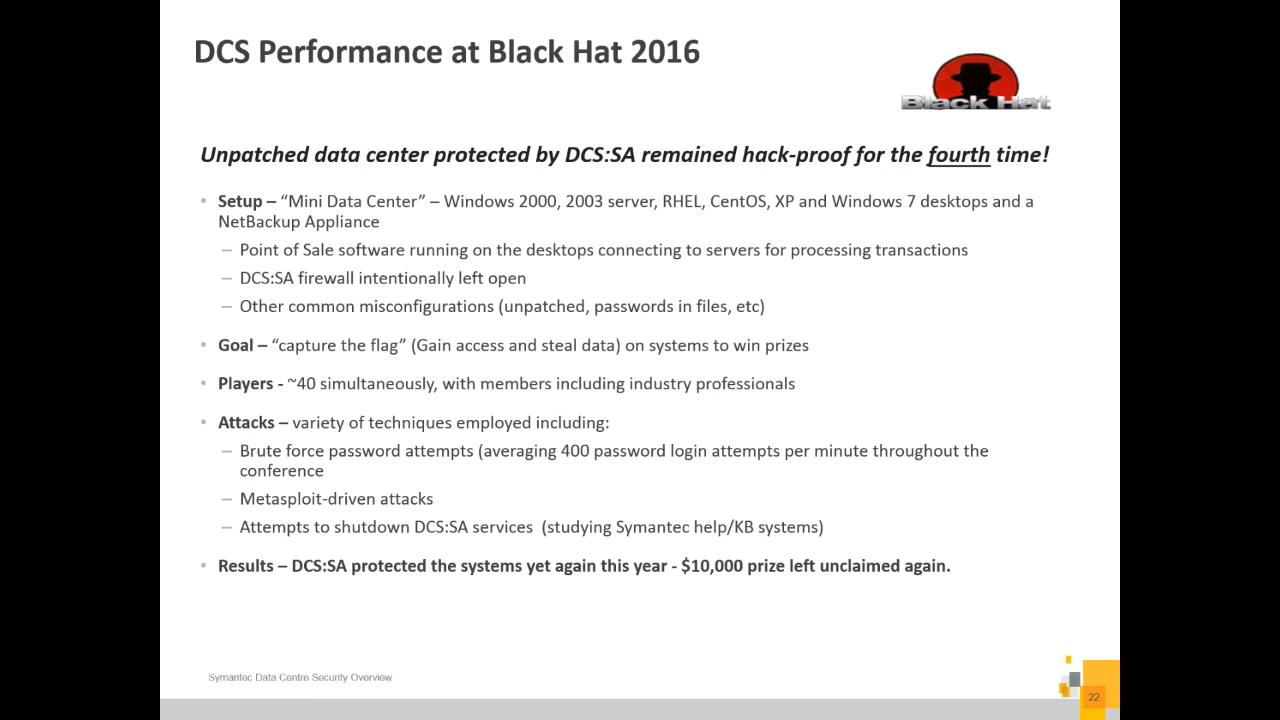 DCS Performance at Black Hat 2016
Black Hat
Unpatched data center protected by DCS:SA remained hack-proof for the fourth time!
• Setup – “Mini Data Center” – Windows 2000, 2003 server, RHEL, CentOS, XP and Windows 7 desktops and a
NetBackup Appliance
– Point of Sale software running on the desktops connecting to servers for processing transactions
– DCS:SA firewall intentionally left open
– Other common misconfigurations (unpatched, passwords in files, etc)
• Goal – “capture the flag” (Gain access and steal data) on systems to win prizes
• Players - ~40 simultaneously, with members including industry professionals
• Attacks – variety of techniques employed including:
– Brute force password attempts (averaging 400 password login attempts per minute throughout the
conference
– Metasploit-driven attacks
– Attempts to shutdown DCS:SA services (studying Symantec help/KB systems)
• Results – DCS:SA protected the systems yet again this year - $10,000 prize left unclaimed again.
Symantec Data Centre Security Overview
22